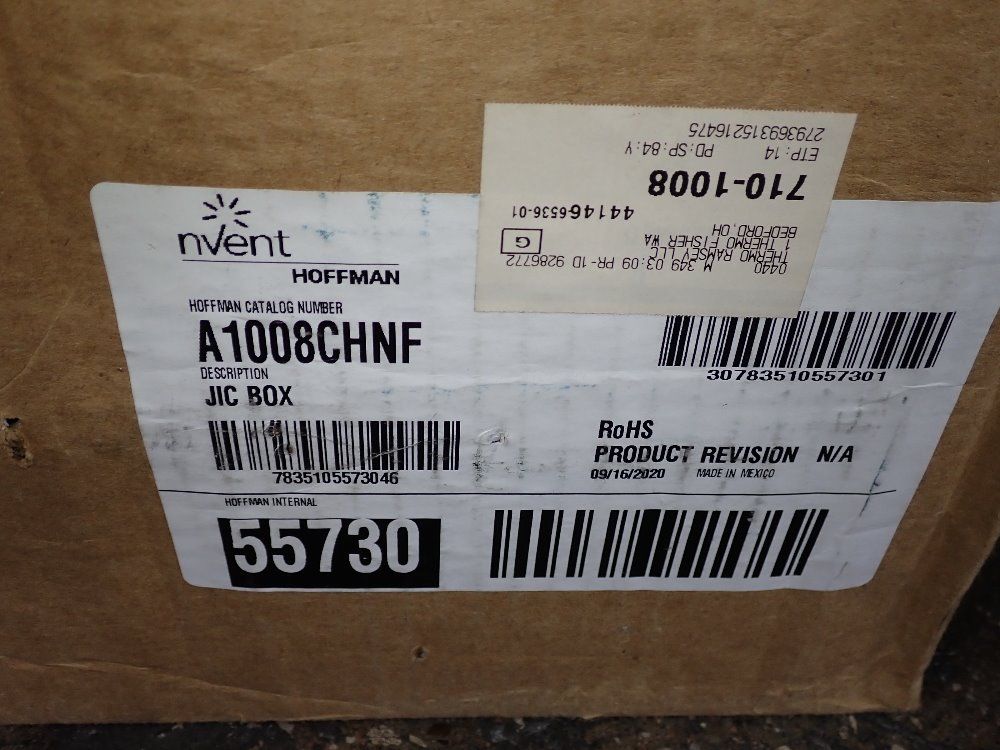 nVent
HOFFMAN
HOFFMAN CATALOG NUMBER
A1008CHNF
DESCRIPTION
JIC BOX
7835105573046
30783510557301
RoHS
PRODUCT REVISION N/A
09/16/2020 MADE IN MEXICO
HOFFMAN INTERNAL
55730
0440 M 349 03:09 PR-1D 9286772
THERMO RAMSEY LLC
1 THERMO FISHER WA
BEDFORD, OH
G
441466536-01
710-1008
ETP:14 PD:SP:84:Y
279369315216475